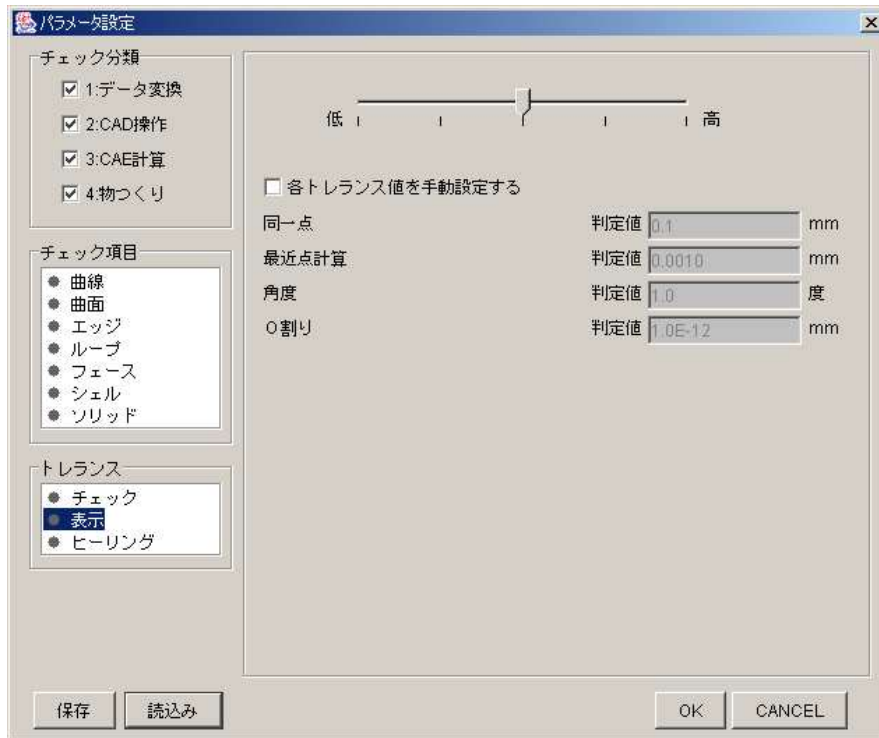 パラメータ設定
チェック分類
1:データ変換
2:CAD操作
3:CAE計算
4:物つくり
チェック項目
曲線
曲面
エッジ
ループ
フェース
シェル
ソリッド
トレランス
チェック
表示
ヒーリング
低 高
各トレランス値を手動設定する
同一点 判定値 0.1 mm
最近点計算 判定値 0.0010 mm
角度 判定値 1.0 度
0割り 判定値 1.0E-12 mm
保存 読込み OK CANCEL